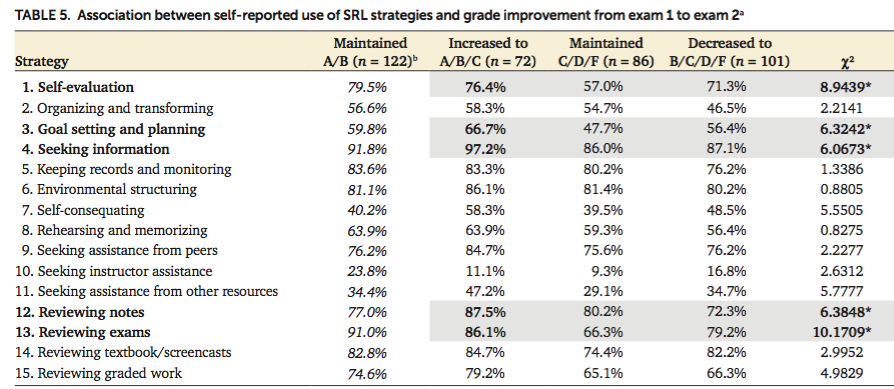 TABLE 5. Association between self-reported use of SRL strategies and grade improvement from exam 1 to exam 2ᵃ
Maintained Increased to Maintained Decreased to
Strategy A/B (n = 122)ᵇ A/B/C (n = 72) C/D/F (n = 86) B/C/D/F (n = 101) χ²
1. Self-evaluation 79.5% 76.4% 57.0% 71.3% 8.9439*
2. Organizing and transforming 56.6% 58.3% 54.7% 46.5% 2.2141
3. Goal setting and planning 59.8% 66.7% 47.7% 56.4% 6.3242*
4. Seeking information 91.8% 97.2% 86.0% 87.1% 6.0673*
5. Keeping records and monitoring 83.6% 83.3% 80.2% 76.2% 1.3386
6. Environmental structuring 81.1% 86.1% 81.4% 80.2% 0.8805
7. Self-consequating 40.2% 58.3% 39.5% 48.5% 5.5505
8. Rehearsing and memorizing 63.9% 63.9% 59.3% 56.4% 0.8275
9. Seeking assistance from peers 76.2% 84.7% 75.6% 76.2% 2.2277
10. Seeking instructor assistance 23.8% 11.1% 9.3% 16.8% 2.6312
11. Seeking assistance from other resources 34.4% 47.2% 29.1% 34.7% 5.7777
12. Reviewing notes 77.0% 87.5% 80.2% 72.3% 6.3848*
13. Reviewing exams 91.0% 86.1% 66.3% 79.2% 10.1709*
14. Reviewing textbook/screencasts 82.8% 84.7% 74.4% 82.2% 2.9952
15. Reviewing graded work 74.6% 79.2% 65.1% 66.3% 4.9829